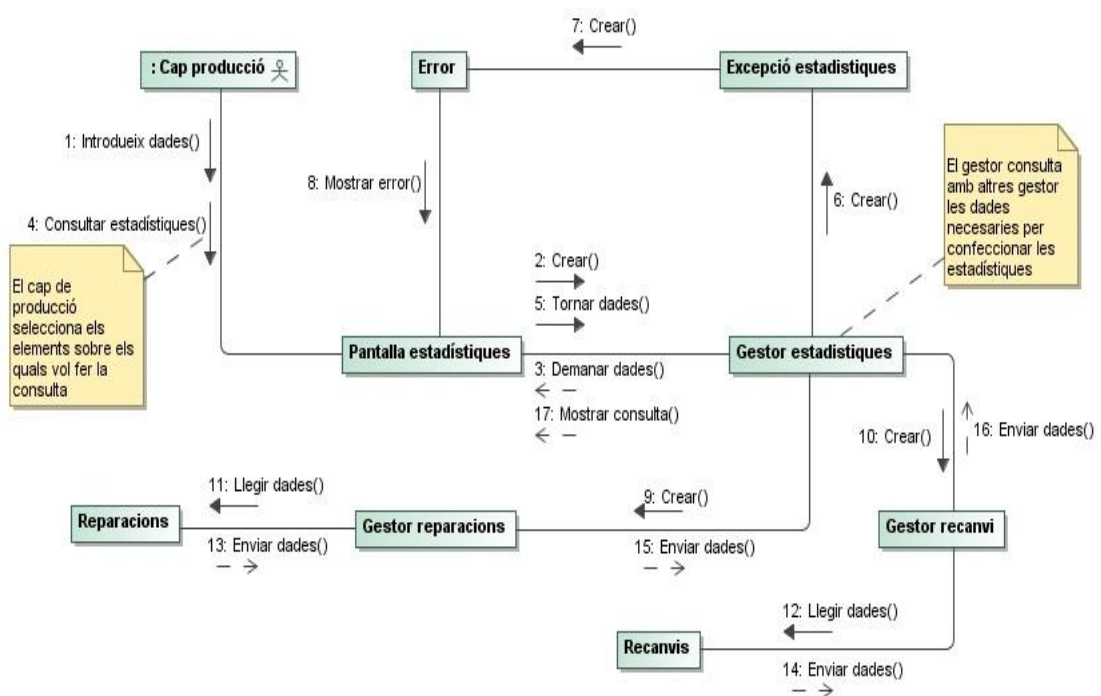 7: Crear()
: Cap producció
Error
Excepció estadistiques
1: Introdueix dades()
8: Mostrar error()
6: Crear()
El gestor consulta
amb altres gestor
les dades
necesaries per
confeccionar les
estadístiques
4: Consultar estadístiques()
El cap de
producció
selecciona els
elements sobre els
quals vol fer la
consulta
2: Crear()
5: Tornar dades()
Pantalla estadístiques
Gestor estadistiques
3: Demanar dades()
17: Mostrar consulta()
10: Crear()
16: Enviar dades()
11: Llegir dades()
9: Crear()
Reparacions
Gestor reparacions
Gestor recanvi
13: Enviar dades()
15: Enviar dades()
12: Llegir dades()
Recanvis
14: Enviar dades()